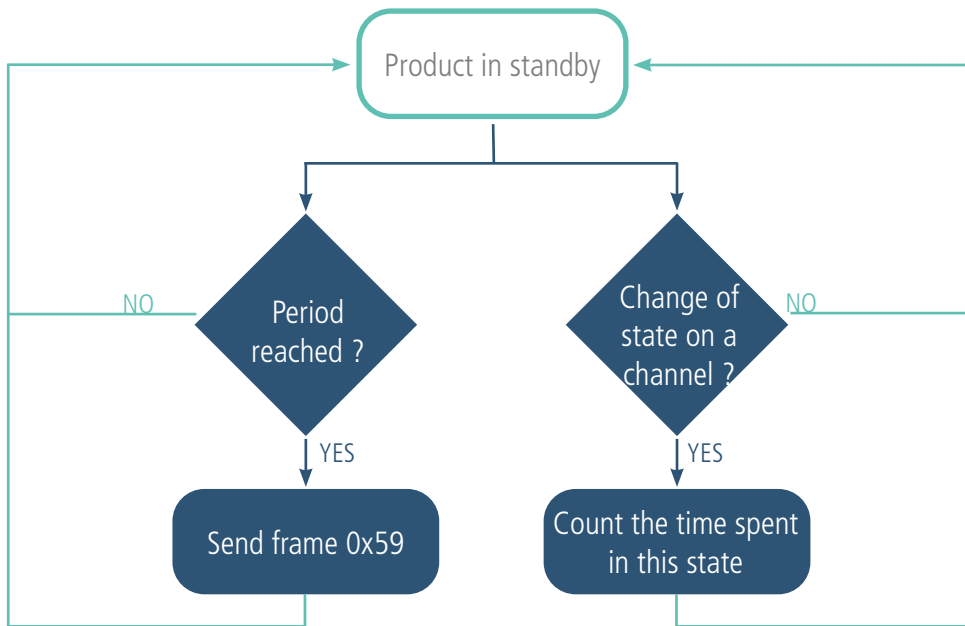 Product in standby
NO
Period
reached ?
Change of
state on a
channel ?
NO
YES
YES
Send frame 0x59
Count the time spent
in this state